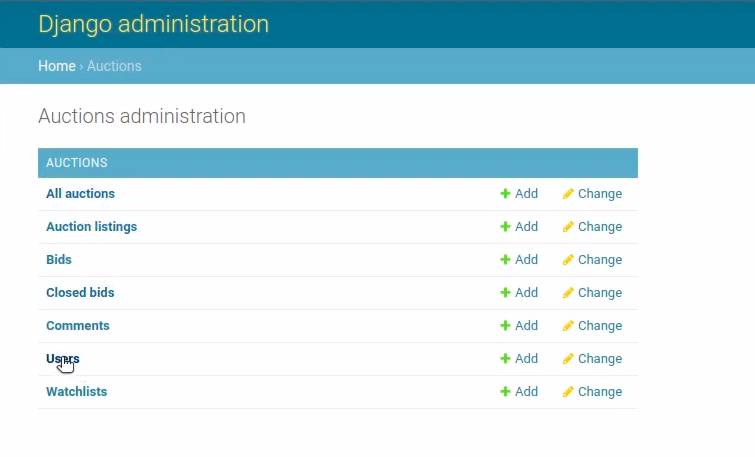 Django administration
Home › Auctions
Auctions administration
AUCTIONS
All auctions Add Change
Auction listings Add Change
Bids Add Change
Closed bids Add Change
Comments Add Change
Users Add Change
Watchlists Add Change